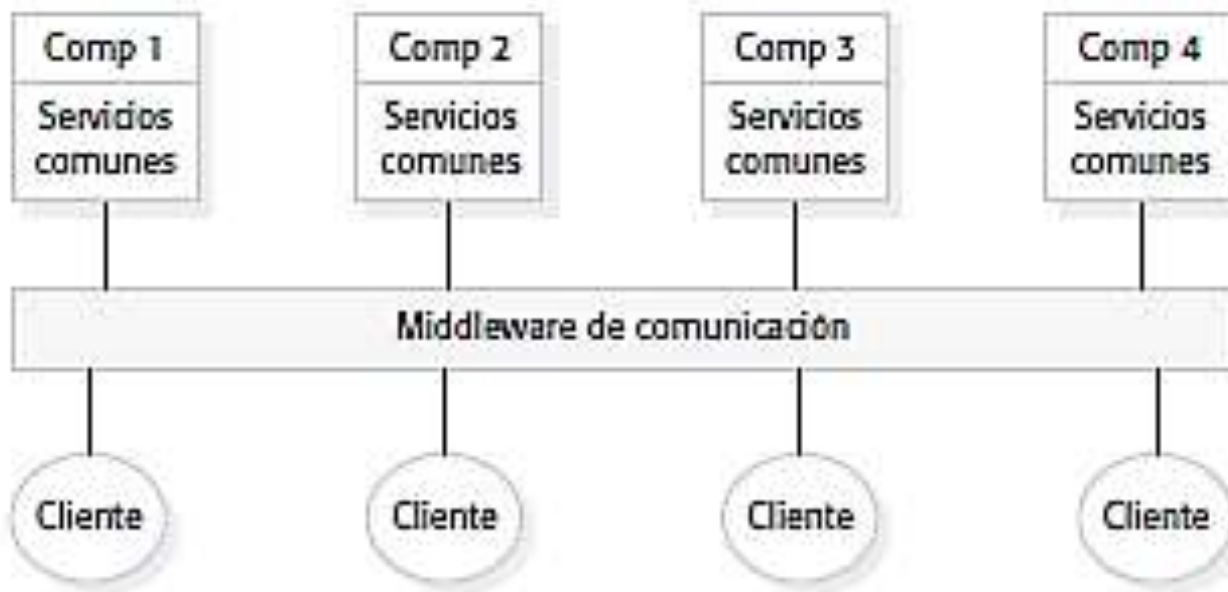 Comp 1
Servicios
comunes
Comp 2
Servicios
comunes
Comp 3
Servicios
comunes
Comp 4
Servicios
comunes
Middleware de comunicación
Cliente
Cliente
Cliente
Cliente